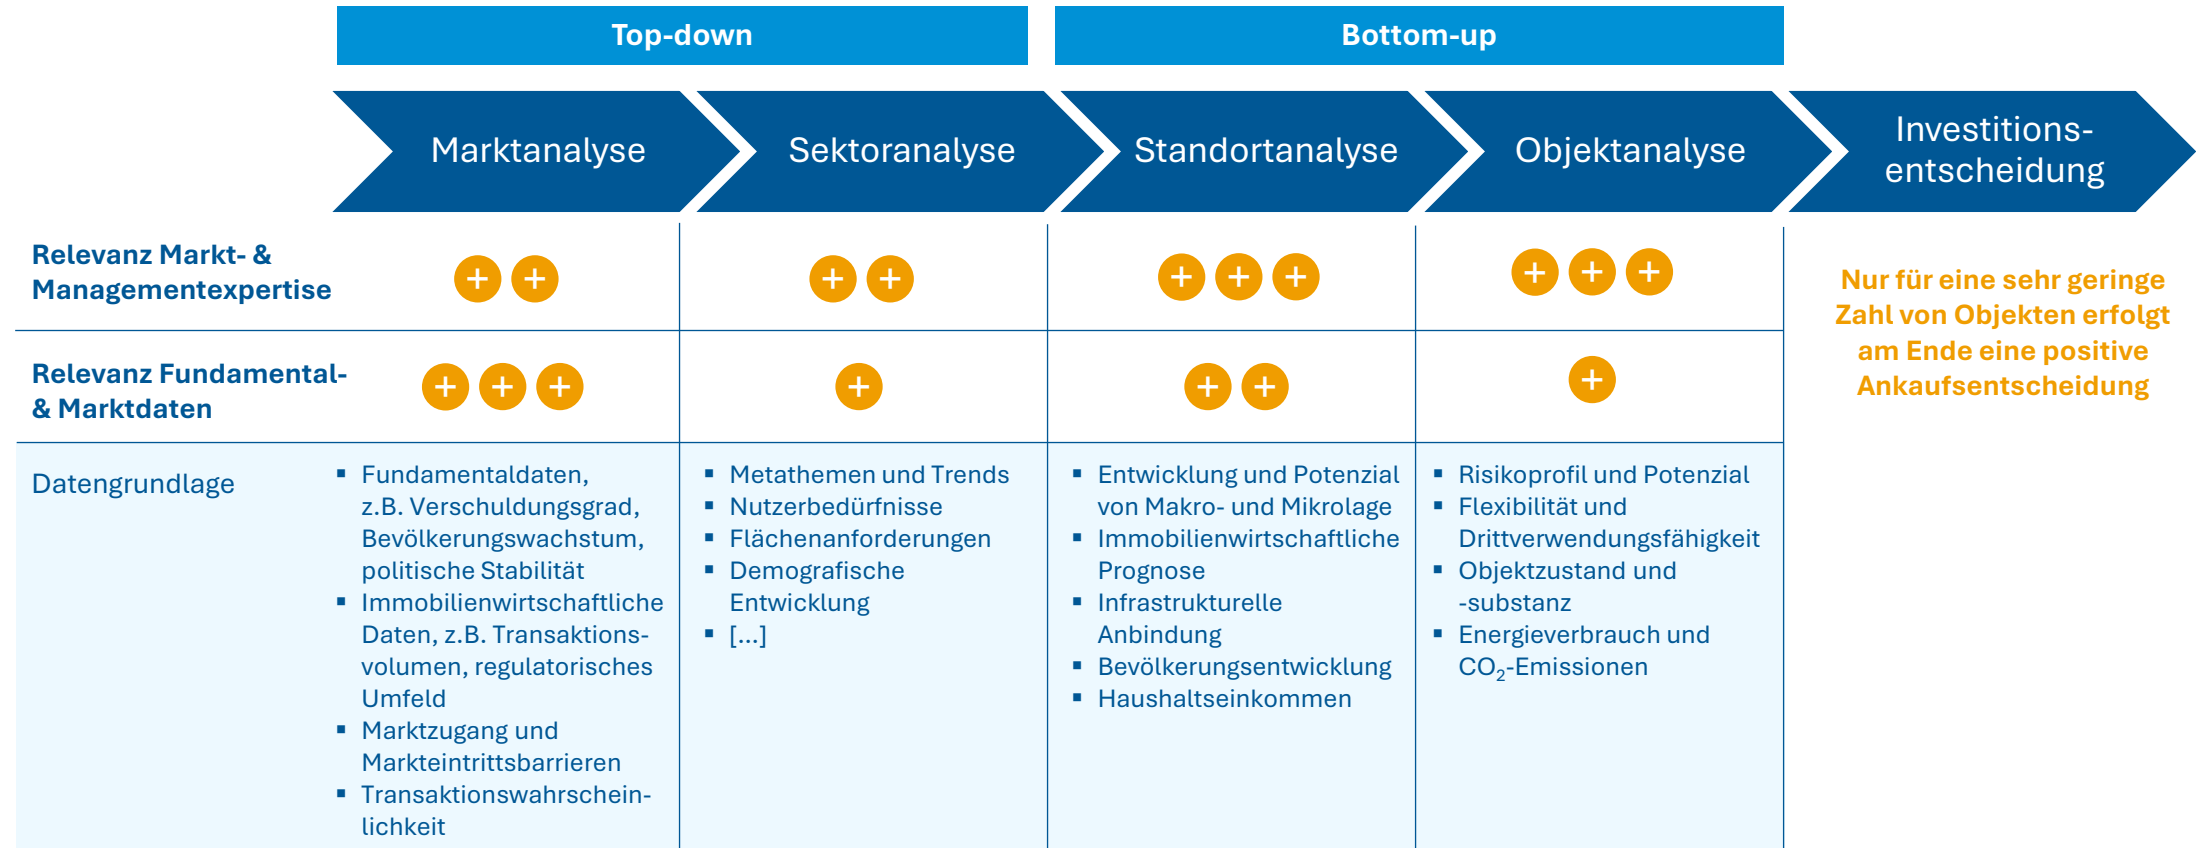 Top-down
Bottom-up
Marktanalyse
Sektoranalyse
Standortanalyse
Objektanalyse
Investitions-
entscheidung
Relevanz Markt- &
Managementexpertise
+ +
+ +
+ + +
+ + +
Nur für eine sehr geringe
Zahl von Objekten erfolgt
am Ende eine positive
Ankaufsentscheidung
Relevanz Fundamental-
& Marktdaten
+ + +
+
+ +
+
Datengrundlage
▪ Fundamentaldaten,
z.B. Verschuldungsgrad,
Bevölkerungswachstum,
politische Stabilität
▪ Immobilienwirtschaftliche
Daten, z.B. Transaktions-
volumen, regulatorisches
Umfeld
▪ Marktzugang und
Markteintrittsbarrieren
▪ Transaktionswahrschein-
lichkeit
▪ Metathemen und Trends
▪ Nutzerbedürfnisse
▪ Flächenanforderungen
▪ Demografische
Entwicklung
▪ [...]
▪ Entwicklung und Potenzial
von Makro- und Mikrolage
▪ Immobilienwirtschaftliche
Prognose
▪ Infrastrukturelle
Anbindung
▪ Bevölkerungsentwicklung
▪ Haushaltseinkommen
▪ Risikoprofil und Potenzial
▪ Flexibilität und
Drittverwendungsfähigkeit
▪ Objektzustand und
-substanz
▪ Energieverbrauch und
CO₂-Emissionen